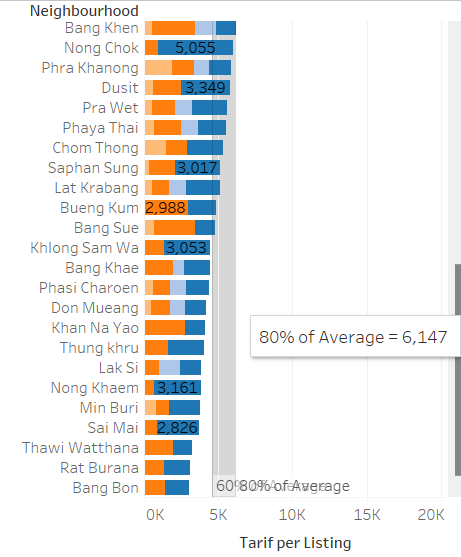 Neighbourhood
Bang Khen
Nong Chok 5,055
Phra Khanong
Dusit 3,349
Pra Wet
Phaya Thai
Chom Thong
Saphan Sung 3,017
Lat Krabang
Bueng Kum 2,988
Bang Sue
Khlong Sam Wa 3,053
Bang Khae
Phasi Charoen
Don Mueang
Khan Na Yao
80% of Average = 6,147
Thung khru
Lak Si
Nong Khaem 3,161
Min Buri
Sai Mai 2,826
Thawi Watthana
Rat Burana
Bang Bon
60% 80% of Average
0K 5K 10K 15K 20K
Tarif per Listing